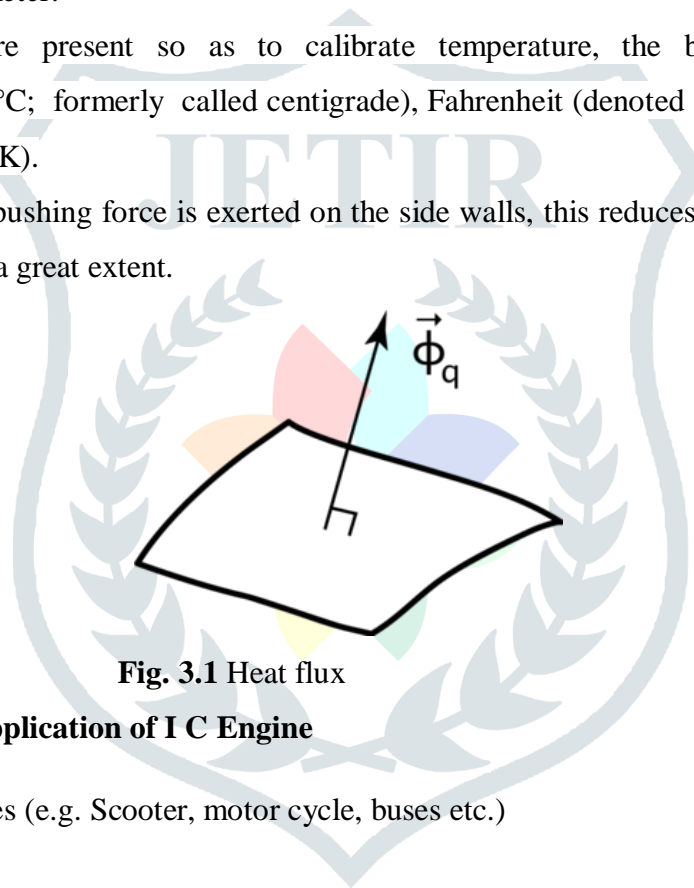 re present so as to calibrate temperature, the b
°C; formerly called centigrade), Fahrenheit (denoted
K).
JETIR
pushing force is exerted on the side walls, this reduces
a great extent.
ϕ⃗q
Fig. 3.1 Heat flux
plication of I C Engine
es (e.g. Scooter, motor cycle, buses etc.)